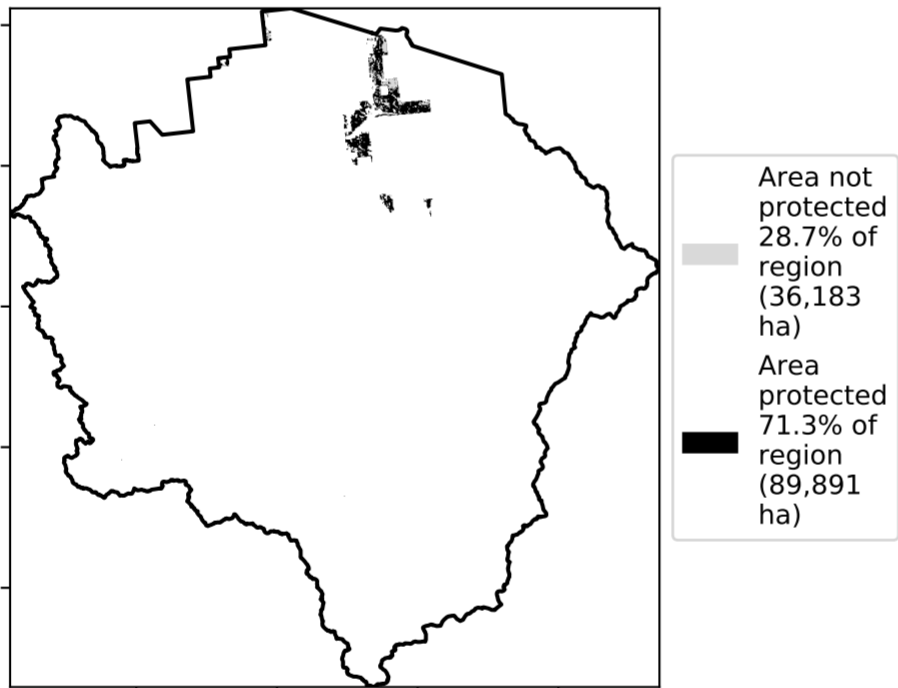 Area not
protected
28.7% of
region
(36,183
ha)
Area
protected
71.3% of
region
(89,891
ha)